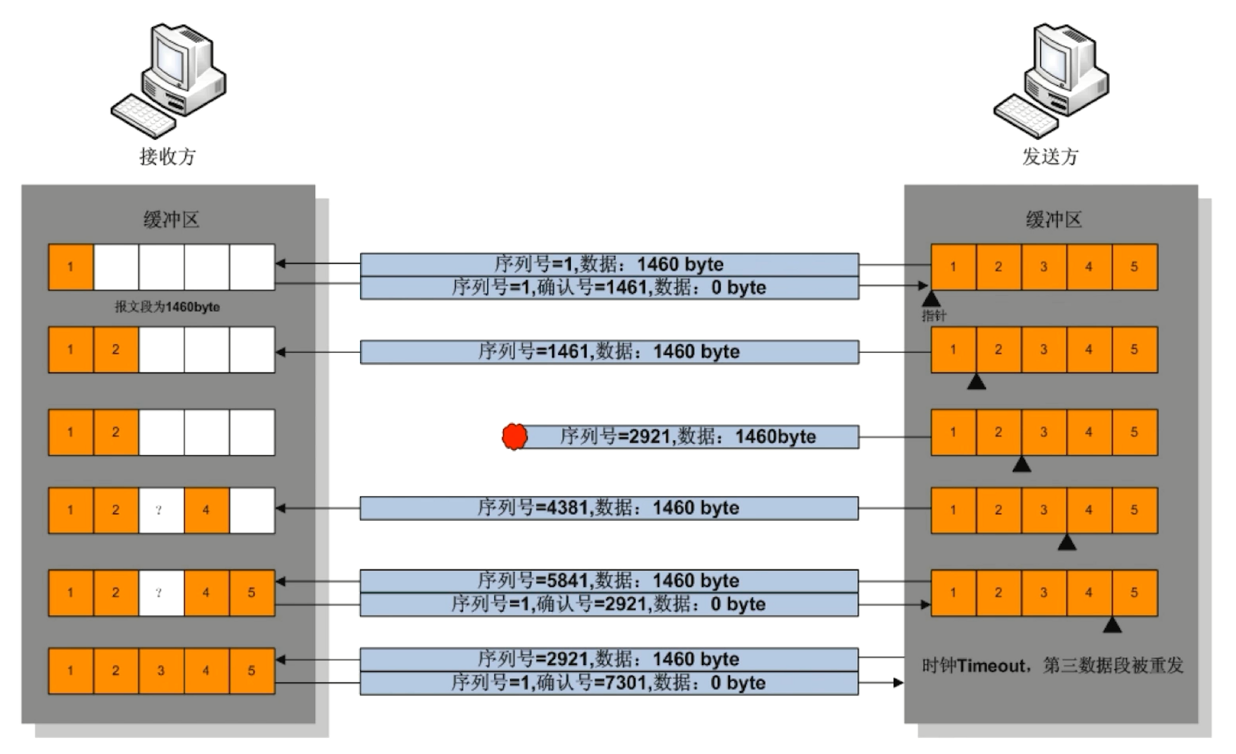 接收方
发送方
缓冲区
缓冲区
1
序列号=1,数据：1460 byte
1 2 3 4 5
序列号=1,确认号=1461,数据：0 byte
报文段为1460byte
指针
1 2
序列号=1461,数据：1460 byte
1 2 3 4 5
1 2
序列号=2921,数据：1460byte
1 2 3 4 5
1 2 ? 4
序列号=4381,数据：1460 byte
1 2 3 4 5
1 2 ? 4 5
序列号=5841,数据：1460 byte
1 2 3 4 5
序列号=1,确认号=2921,数据：0 byte
1 2 3 4 5
序列号=2921,数据：1460 byte
时钟Timeout，第三数据段被重发
序列号=1,确认号=7301,数据：0 byte